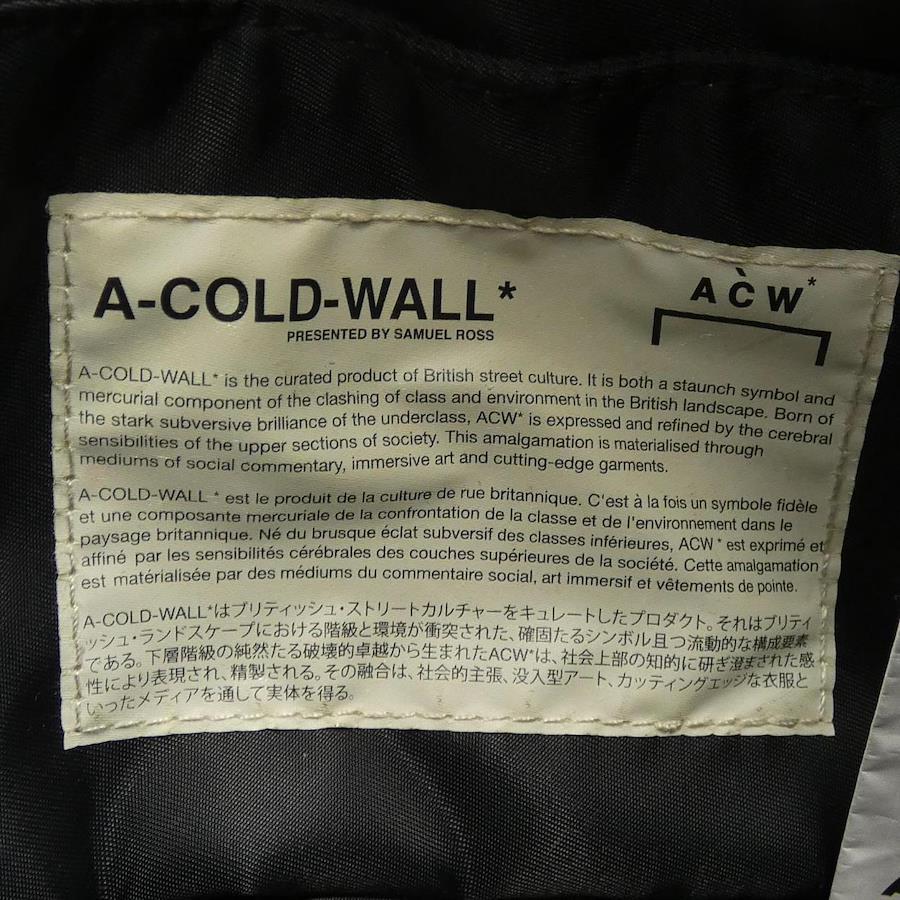 A-COLD-WALL*
PRESENTED BY SAMUEL ROSS
ÀCW*
A-COLD-WALL* is the curated product of British street culture. It is both a staunch symbol and
mercurial component of the clashing of class and environment in the British landscape. Born of
the stark subversive brilliance of the underclass, ACW* is expressed and refined by the cerebral
sensibilities of the upper sections of society. This amalgamation is materialised through
mediums of social commentary, immersive art and cutting-edge garments.
A-COLD-WALL * est le produit de la culture de rue britannique. C'est à la fois un symbole fidèle
et une composante mercuriale de la confrontation de la classe et de l'environnement dans le
paysage britannique. Né du brusque éclat subversif des classes inférieures, ACW * est exprimé et
affiné par les sensibilités cérébrales des couches supérieures de la société. Cette amalgamation
est matérialisée par des médiums du commentaire social, art immersif et vêtements de pointe.
A-COLD-WALL*はブリティッシュ・ストリートカルチャーをキュレートしたプロダクト。それはブリティ
ッシュ・ランドスケープにおける階級と環境が衝突された、確固たるシンボル且つ流動的な構成要素
である。下層階級の純然たる破壊的卓越から生まれたACW*は、社会上部の知的に研ぎ澄まされた感
性により表現され、精製される。その融合は、社会的主張、没入型アート、カッティングエッジな衣服と
いったメディアを通して実体を得る。